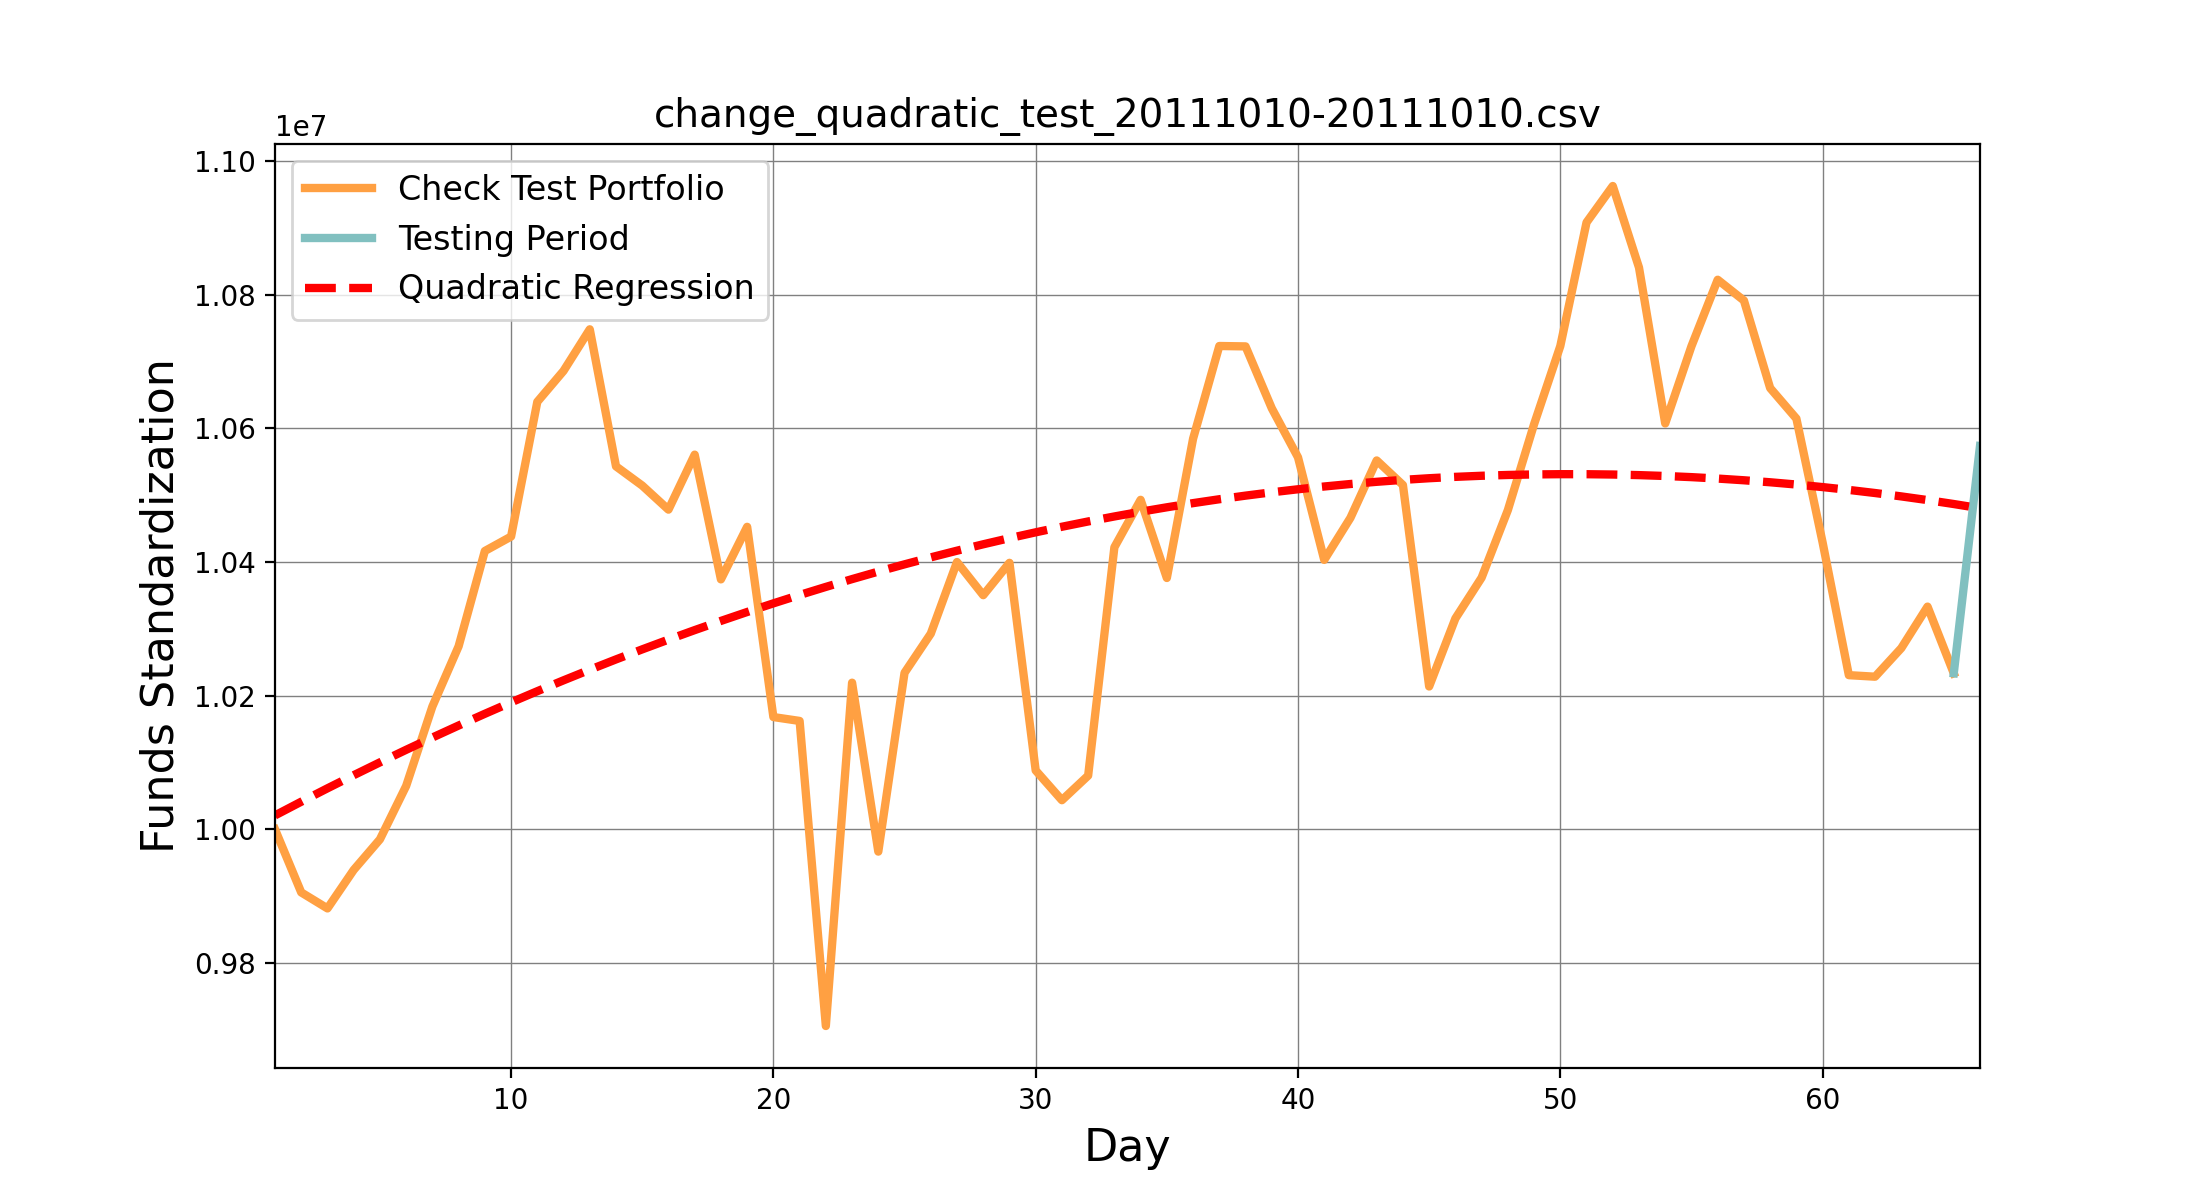 change_quadratic_test_20111010-20111010.csv
1e7
1.10
1.08
1.06
1.04
1.02
1.00
0.98
Funds Standardization
Check Test Portfolio
Testing Period
Quadratic Regression
10 20 30 40 50 60
Day